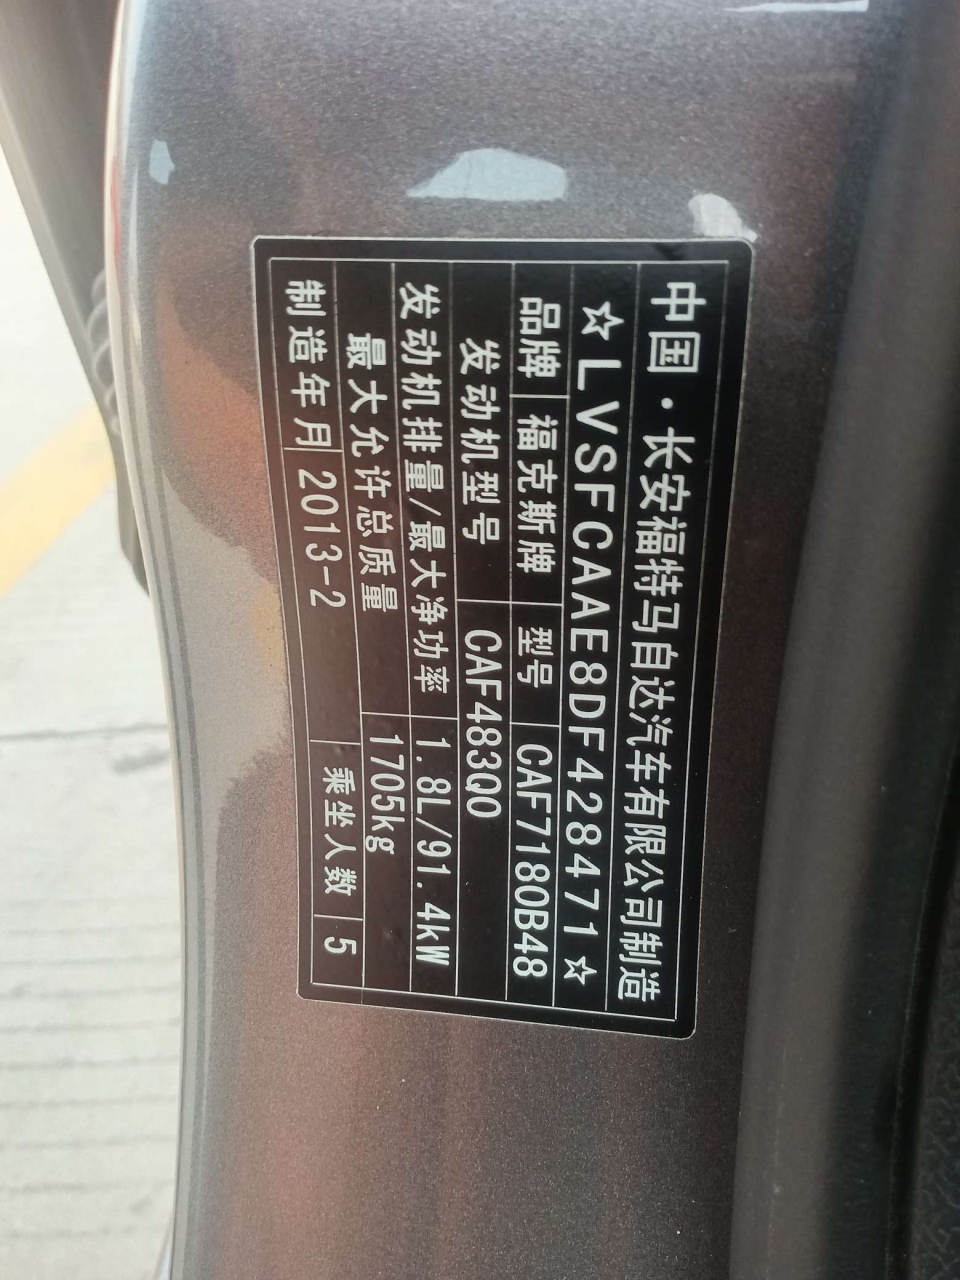 中国·长安福特马自达汽车有限公司制造
☆LVSFCAAE8DF428471☆
品牌 福克斯牌 型号 CAF7180B48
发动机型号 CAF483Q0
发动机排量/最大净功率 1.8L/91.4kW
最大允许总质量 1705kg
制造年月 2013-2 乘坐人数 5